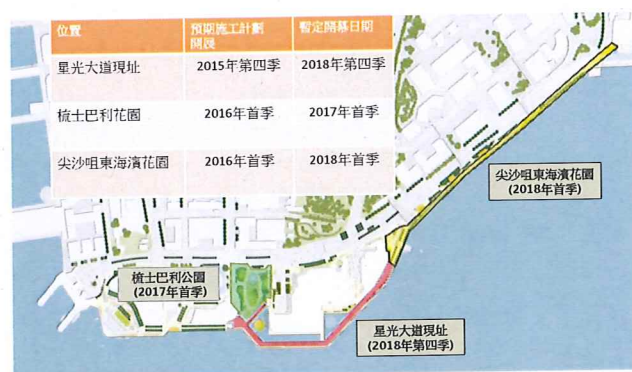 位置 預期施工計劃開展 暫定開幕日期
星光大道現址 2015年第四季 2018年第四季
梳士巴利花園 2016年首季 2017年首季
尖沙咀東海濱花園 2016年首季 2018年首季
尖沙咀東海濱花園
(2018年首季)
梳士巴利公園
(2017年首季)
星光大道現址
(2018年第四季)